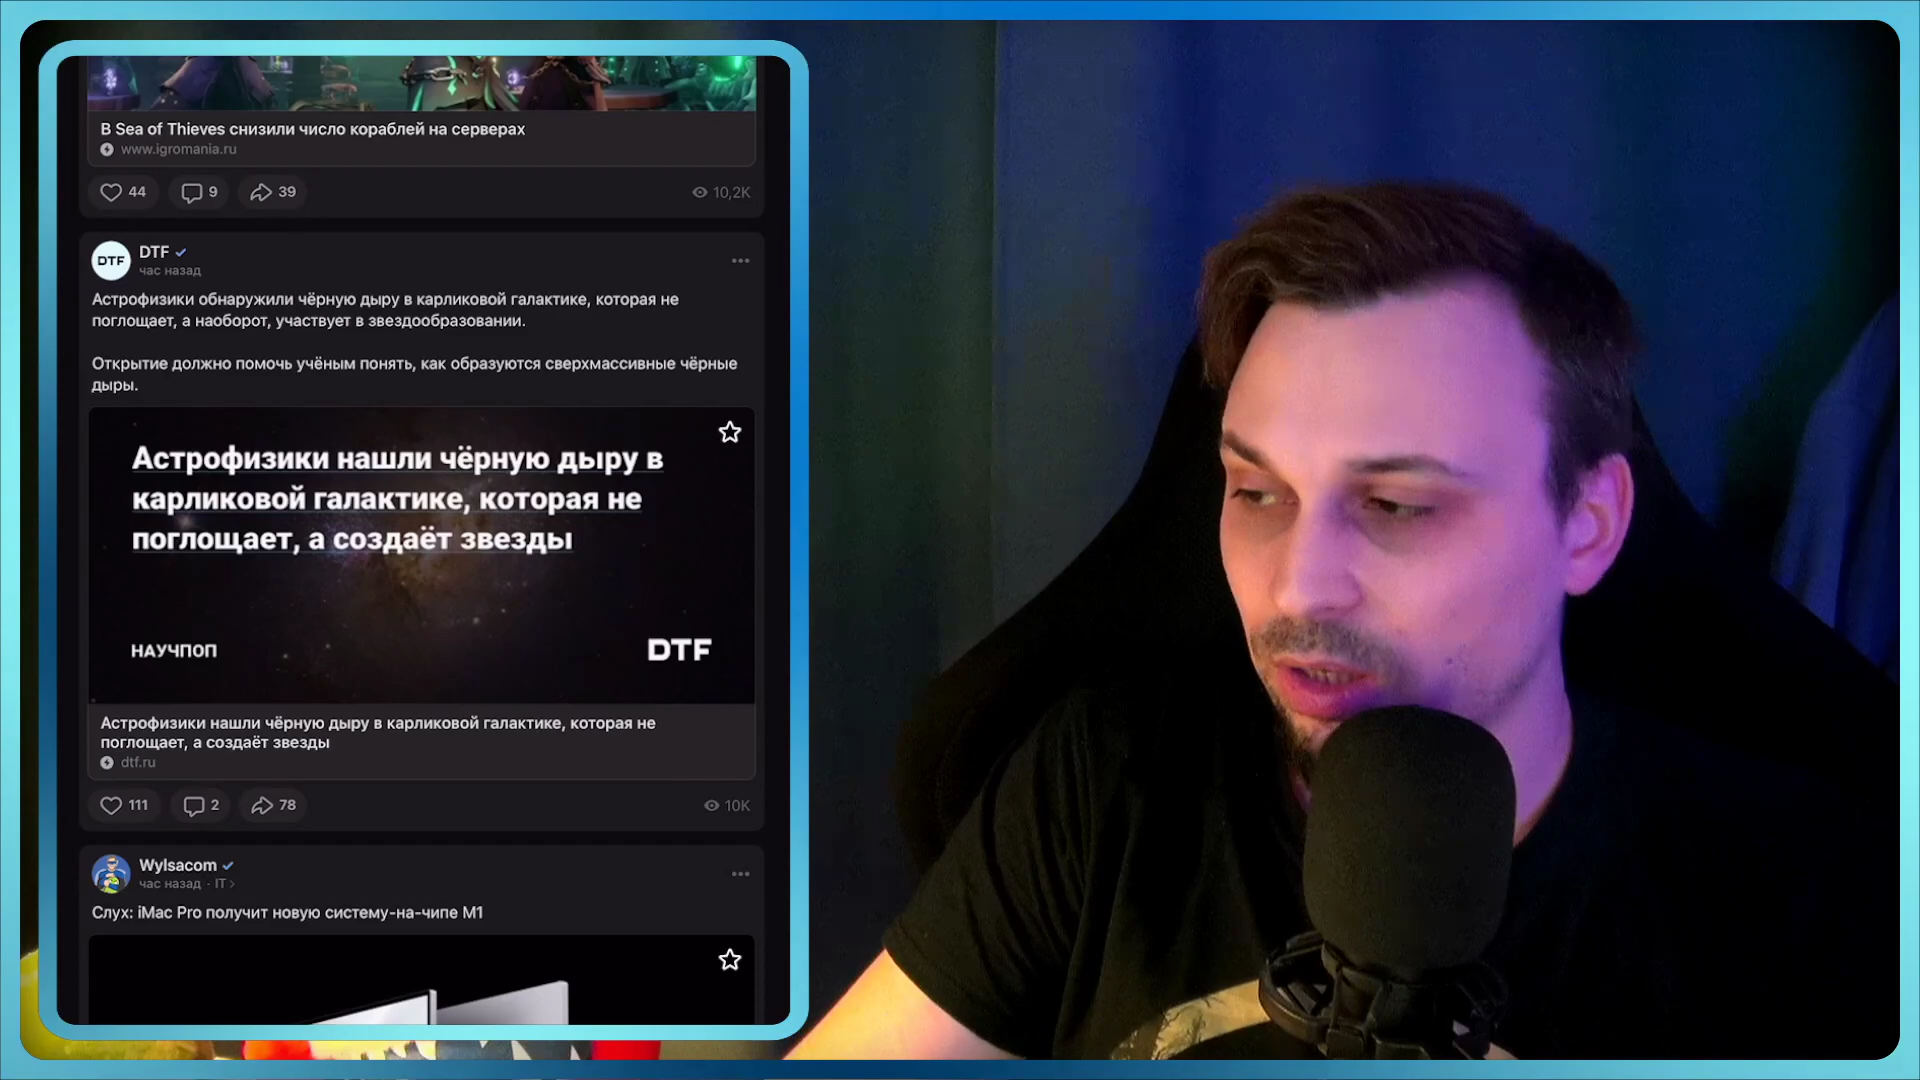 В Sea of Thieves снизили число кораблей на серверах
www.igromania.ru
44 9 39 10,2K
DTF
DTF
час назад
Астрофизики обнаружили чёрную дыру в карликовой галактике, которая не
поглощает, а наоборот, участвует в звездообразовании.
Открытие должно помочь учёным понять, как образуются сверхмассивные чёрные
дыры.
Астрофизики нашли чёрную дыру в
карликовой галактике, которая не
поглощает, а создаёт звезды
НАУЧПОП
DTF
Астрофизики нашли чёрную дыру в карликовой галактике, которая не
поглощает, а создаёт звезды
dtf.ru
111 2 78 10K
Wylsacom
час назад · IT
Слух: iMac Pro получит новую систему-на-чипе M1